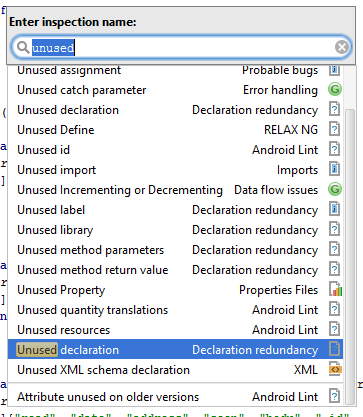 Enter inspection name:
unused
Unused assignment Probable bugs
Unused catch parameter Error handling
Unused declaration Declaration redundancy
Unused Define RELAX NG
Unused id Android Lint
Unused import Imports
Unused Incrementing or Decrementing Data flow issues
Unused label Declaration redundancy
Unused library Declaration redundancy
Unused method parameters Declaration redundancy
Unused method return value Declaration redundancy
Unused Property Properties Files
Unused quantity translations Android Lint
Unused resources Android Lint
Unused declaration Declaration redundancy
Unused XML schema declaration XML
Attribute unused on older versions Android Lint